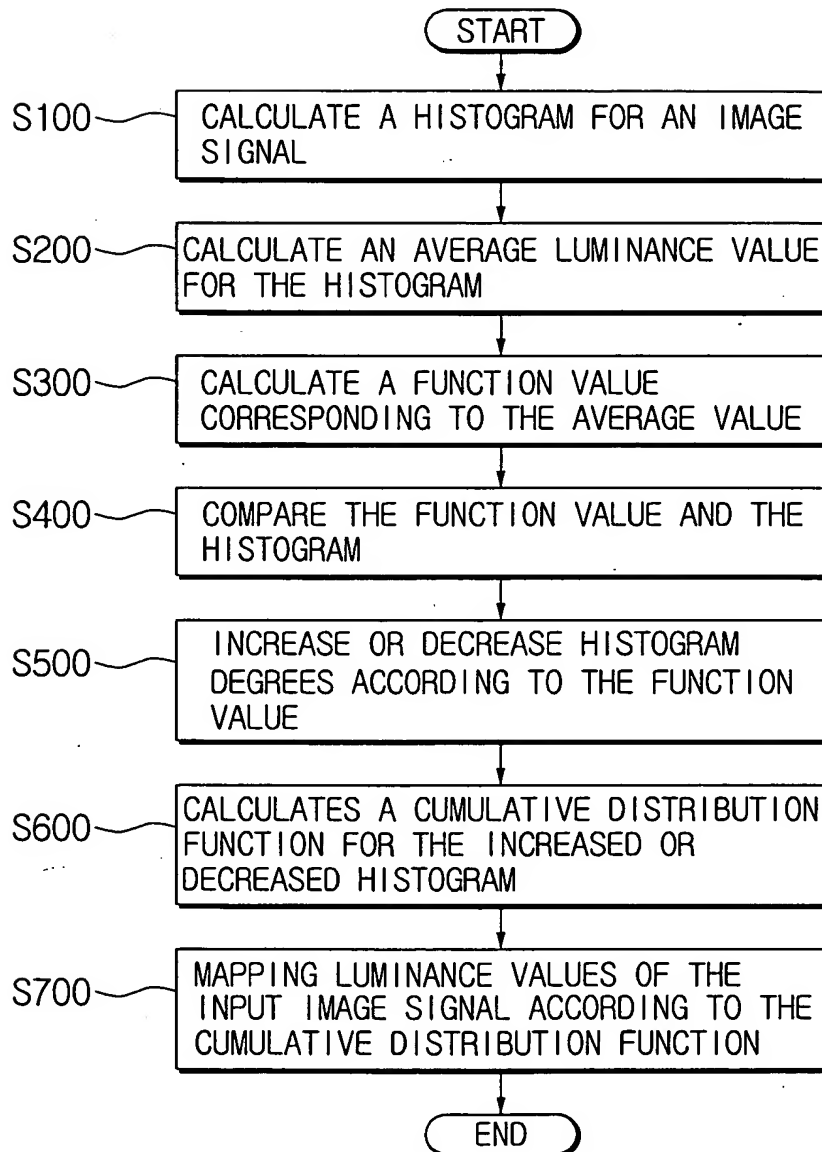 START
S100
CALCULATE A HISTOGRAM FOR AN IMAGE
SIGNAL
S200
CALCULATE AN AVERAGE LUMINANCE VALUE
FOR THE HISTOGRAM
S300
CALCULATE A FUNCTION VALUE
CORRESPONDING TO THE AVERAGE VALUE
S400
COMPARE THE FUNCTION VALUE AND THE
HISTOGRAM
S500
INCREASE OR DECREASE HISTOGRAM
DEGREES ACCORDING TO THE FUNCTION
VALUE
S600
CALCULATES A CUMULATIVE DISTRIBUTION
FUNCTION FOR THE INCREASED OR
DECREASED HISTOGRAM
S700
MAPPING LUMINANCE VALUES OF THE
INPUT IMAGE SIGNAL ACCORDING TO THE
CUMULATIVE DISTRIBUTION FUNCTION
END